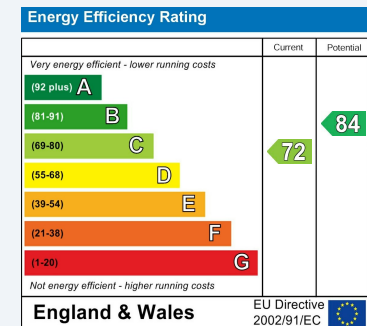 Energy Efficiency Rating
Current Potential
Very energy efficient - lower running costs
(92 plus) A
(81-91) B
84
(69-80) C
72
(55-68) D
(39-54) E
(21-38) F
(1-20) G
Not energy efficient - higher running costs
England & Wales
EU Directive
2002/91/EC